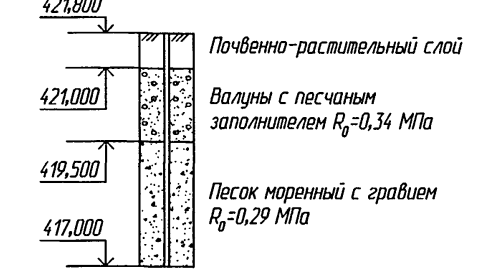 421,800
Почвенно-растительный слой
421,000
Валуны с песчаным
заполнителем R₀=0,34 МПа
419,500
Песок моренный с гравием
R₀=0,29 МПа
417,000